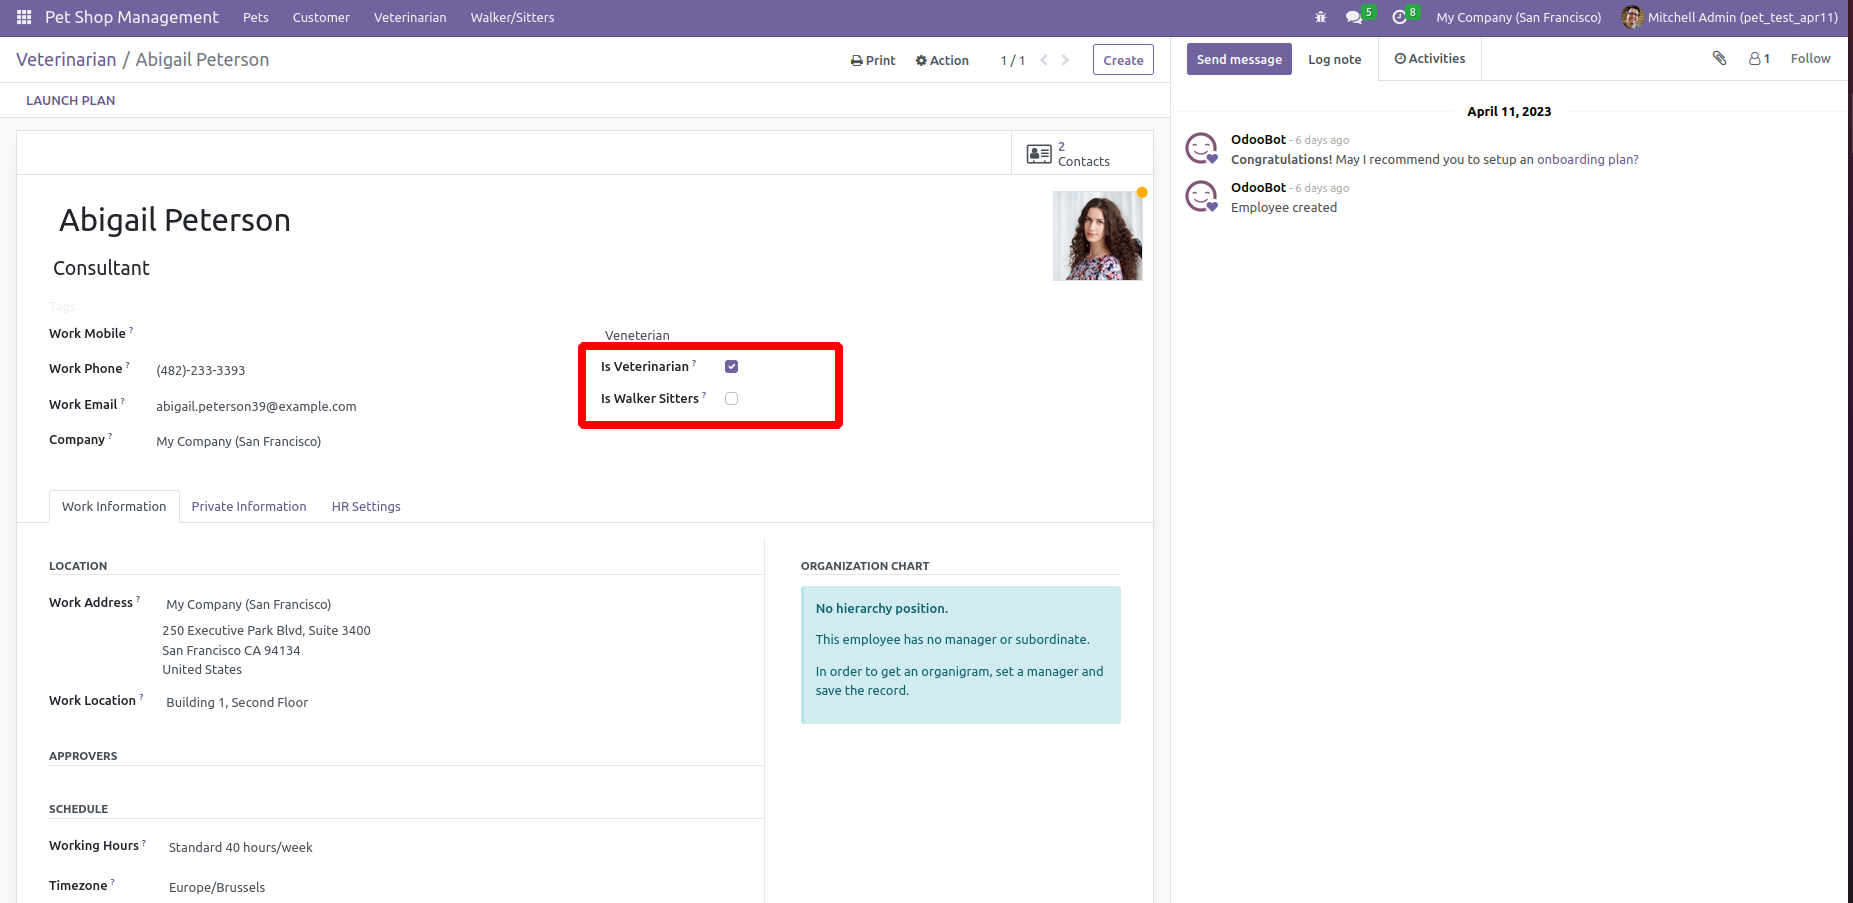 Pet Shop Management Pets Customer Veterinarian Walker/Sitters 5 8 My Company (San Francisco) Mitchell Admin (pet_test_apr11)
Veterinarian / Abigail Peterson Print Action 1 / 1 Create
LAUNCH PLAN
2
Contacts
Abigail Peterson
Consultant
Tags
Work Mobile ?
Veneterian
Is Veterinarian ?
Work Phone ? (482)-233-3393
Is Walker Sitters ?
Work Email ? abigail.peterson39@example.com
Company ? My Company (San Francisco)
Work Information Private Information HR Settings
LOCATION
Work Address ? My Company (San Francisco)
250 Executive Park Blvd, Suite 3400
San Francisco CA 94134
United States
Work Location ? Building 1, Second Floor
APPROVERS
SCHEDULE
Working Hours ? Standard 40 hours/week
Timezone ? Europe/Brussels
ORGANIZATION CHART
No hierarchy position.
This employee has no manager or subordinate.
In order to get an organigram, set a manager and
save the record.
Send message Log note Activities 1 Follow
April 11, 2023
OdooBot - 6 days ago
Congratulations! May I recommend you to setup an onboarding plan?
OdooBot - 6 days ago
Employee created